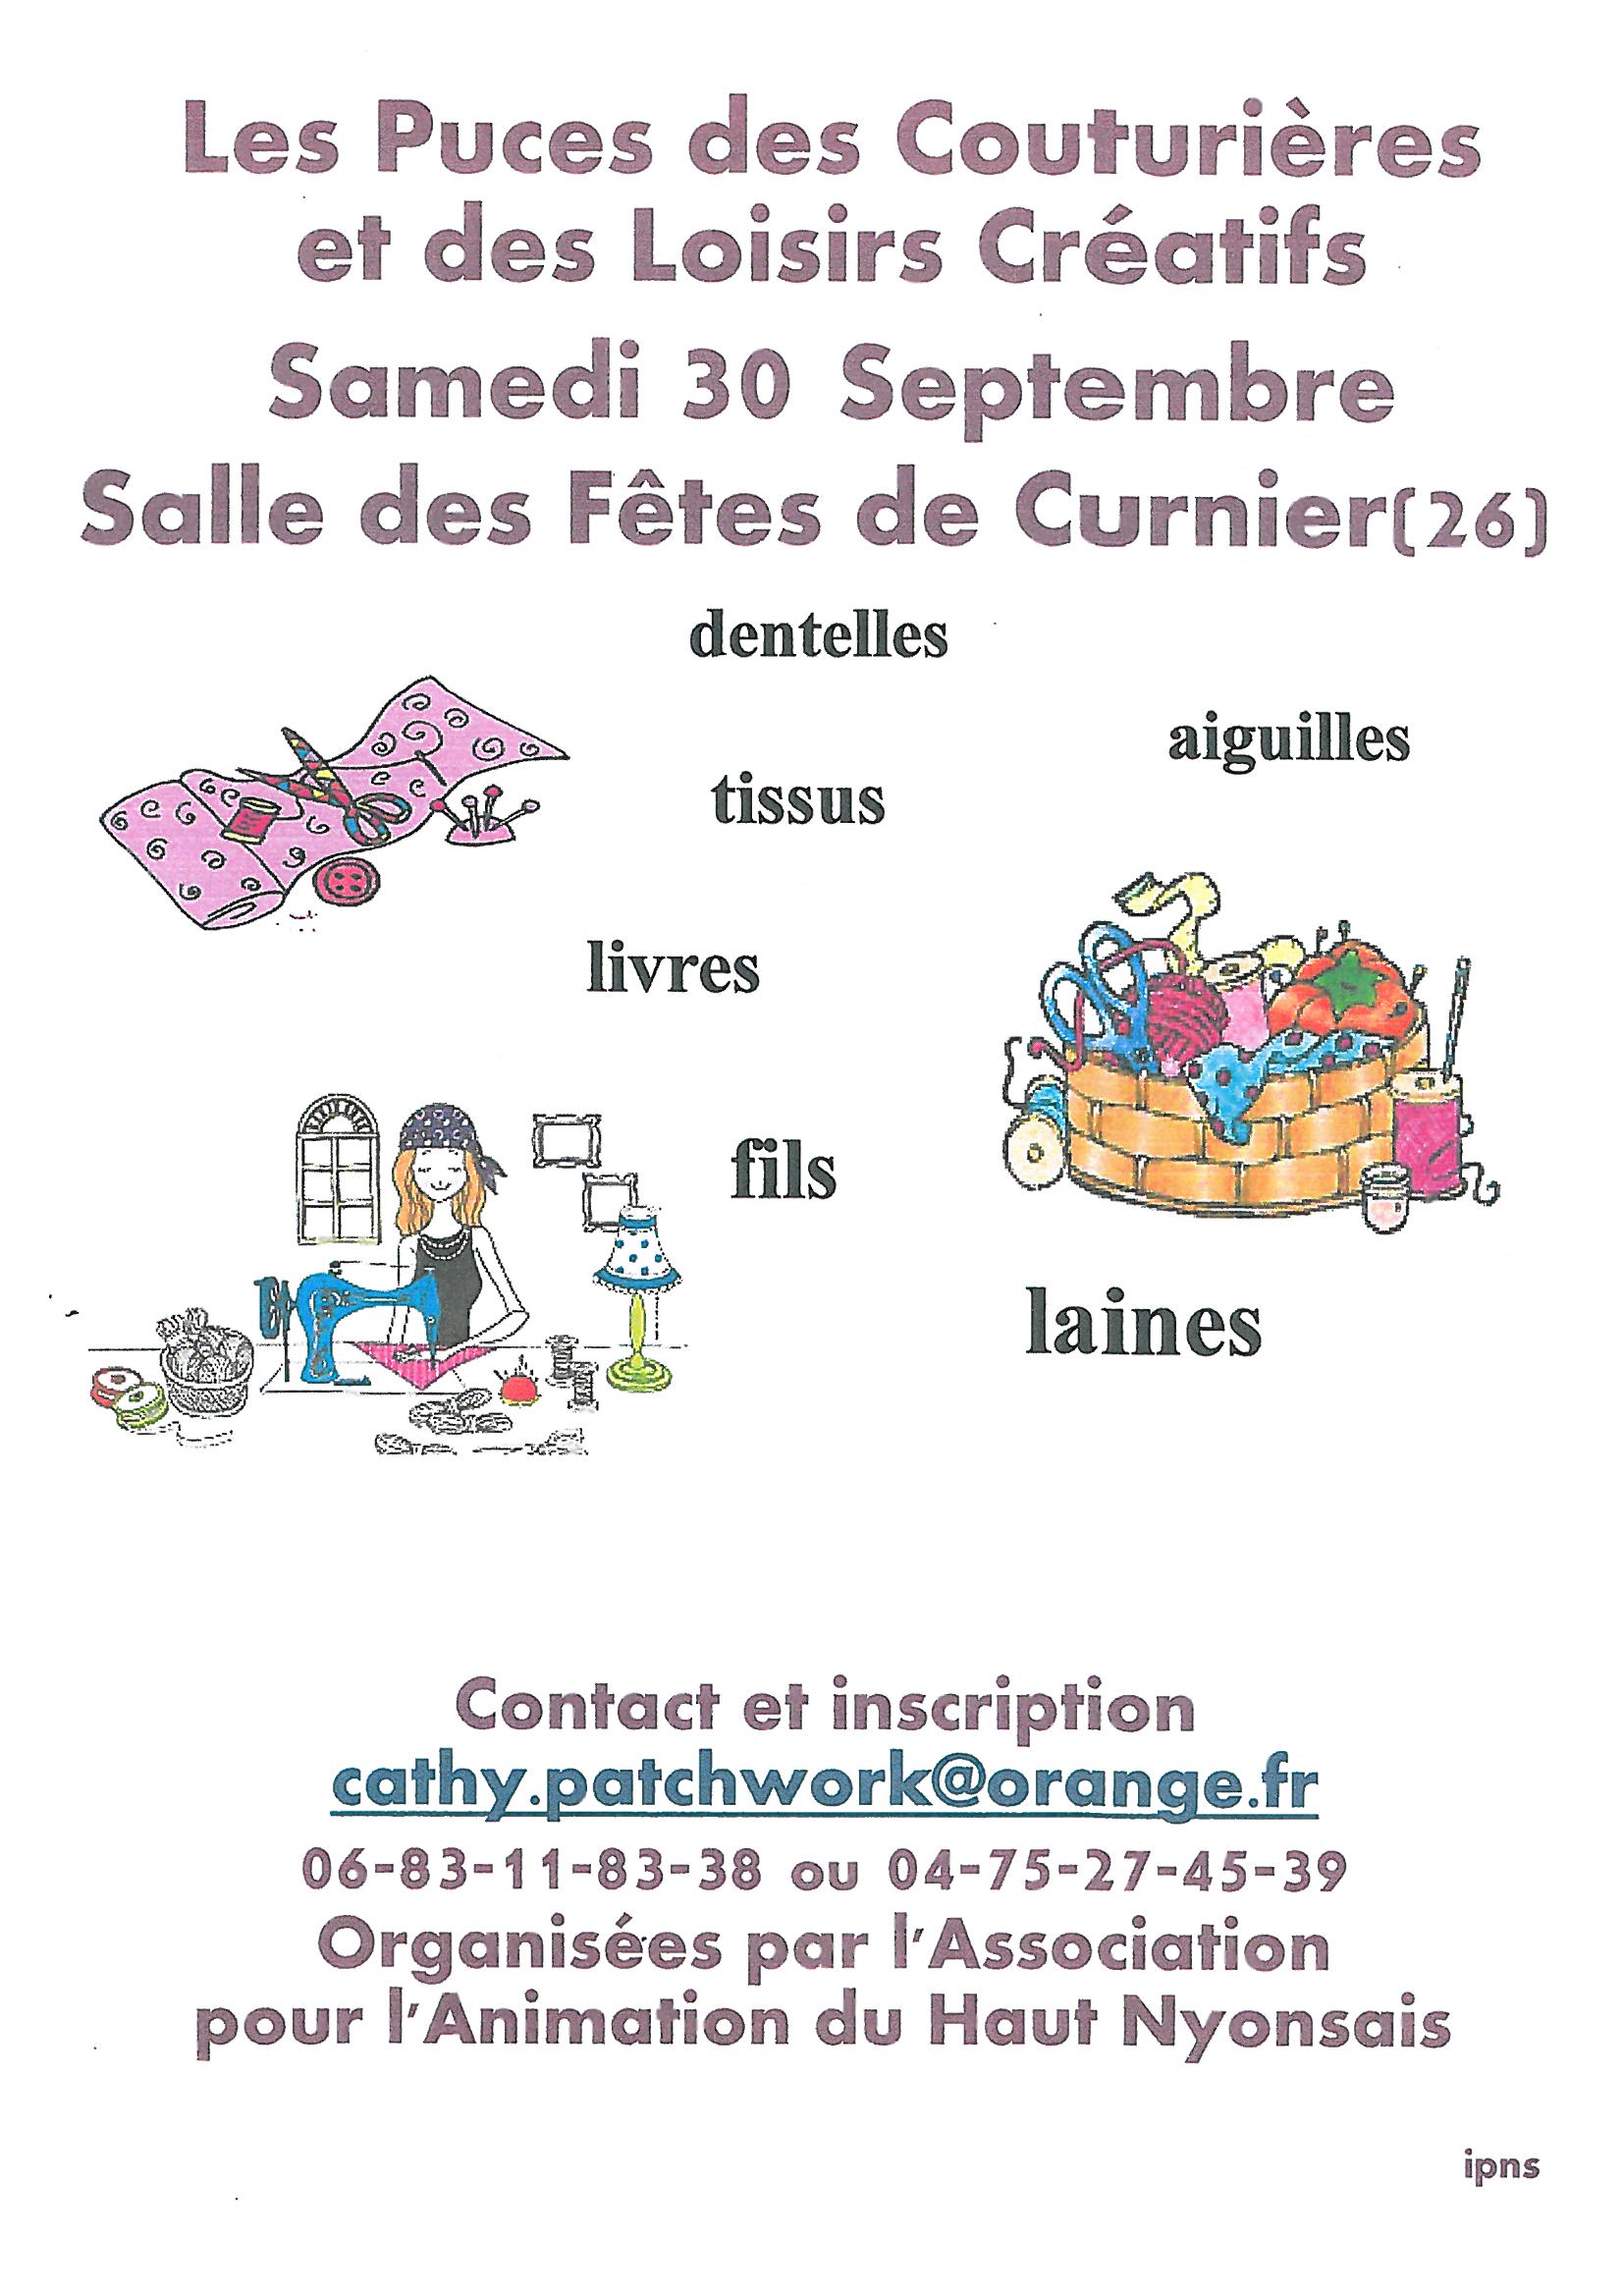 Les Puces des Couturières
et des Loisirs Créatifs
Samedi 30 Septembre
Salle des Fêtes de Curnier(26)
dentelles
aiguilles
tissus
livres
fils
laines
Contact et inscription
cathy.patchwork@orange.fr
06-83-11-83-38 ou 04-75-27-45-39
Organisées par l'Association
pour l'Animation du Haut Nyonsais
ipns